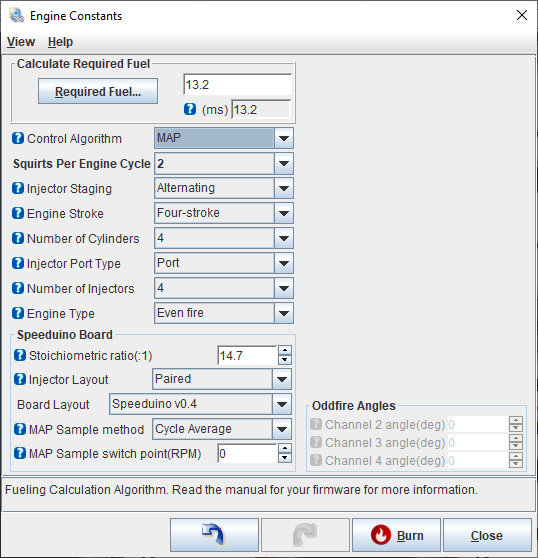 Engine Constants
View Help
Calculate Required Fuel
Required Fuel... 13.2
(ms) 13.2
Control Algorithm MAP
Squirts Per Engine Cycle 2
Injector Staging Alternating
Engine Stroke Four-stroke
Number of Cylinders 4
Injector Port Type Port
Number of Injectors 4
Engine Type Even fire
Speeduino Board
Stoichiometric ratio(:1) 14.7
Injector Layout Paired
Board Layout Speeduino v0.4
MAP Sample method Cycle Average
MAP Sample switch point(RPM) 0
Oddfire Angles
Channel 2 angle(deg) 0
Channel 3 angle(deg) 0
Channel 4 angle(deg) 0
Fueling Calculation Algorithm. Read the manual for your firmware for more information.
Burn Close